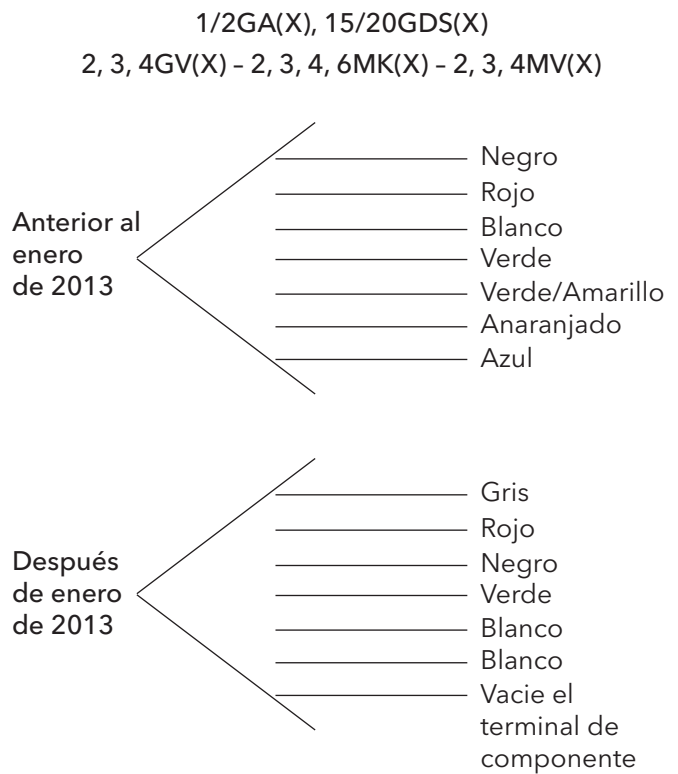 1/2GA(X), 15/20GDS(X)
2, 3, 4GV(X) – 2, 3, 4, 6MK(X) – 2, 3, 4MV(X)
Anterior al
enero
de 2013
Negro
Rojo
Blanco
Verde
Verde/Amarillo
Anaranjado
Azul
Después
de enero
de 2013
Gris
Rojo
Negro
Verde
Blanco
Blanco
Vacie el
terminal de
componente